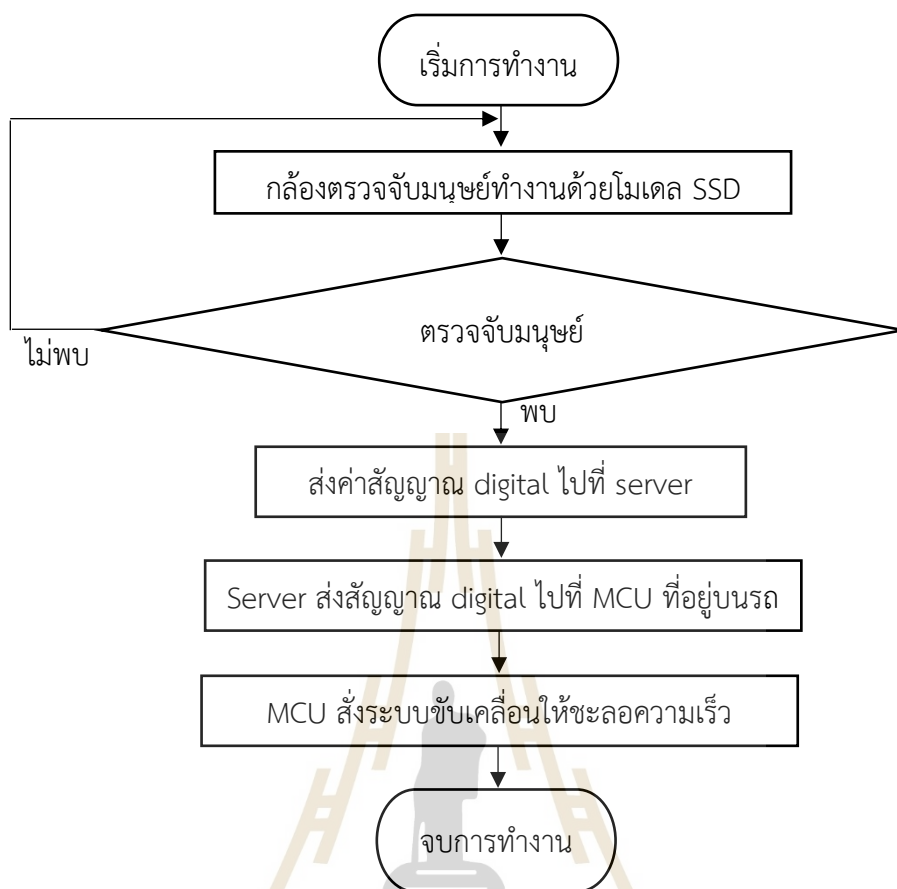 เริ่มการทำงาน
กล้องตรวจจับมนุษย์ทำงานด้วยโมเดล SSD
ตรวจจับมนุษย์
ไม่พบ
พบ
ส่งค่าสัญญาณ digital ไปที่ server
Server ส่งสัญญาณ digital ไปที่ MCU ที่อยู่บนรถ
MCU สั่งระบบขับเคลื่อนให้ชะลอความเร็ว
จบการทำงาน